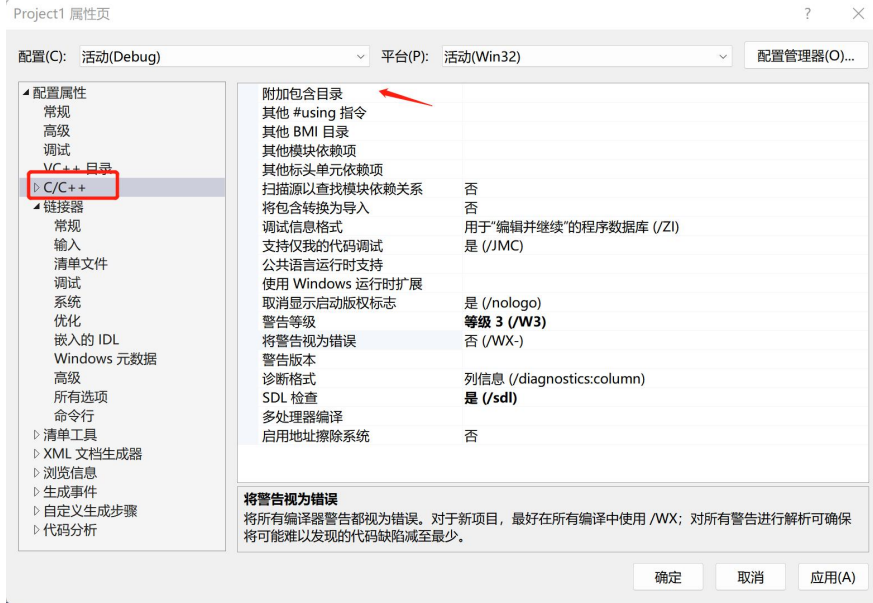 Project1 属性页
配置(C): 活动(Debug) 平台(P): 活动(Win32) 配置管理器(O)...
配置属性
常规
高级
调试
VC++ 目录
C/C++
链接器
常规
输入
清单文件
调试
系统
优化
嵌入的 IDL
Windows 元数据
高级
所有选项
命令行
清单工具
XML 文档生成器
浏览信息
生成事件
自定义生成步骤
代码分析
附加包含目录
其他 #using 指令
其他 BMI 目录
其他模块依赖项
其他标头单元依赖项
扫描源以查找模块依赖关系 否
将包含转换为导入 否
调试信息格式 用于“编辑并继续”的程序数据库 (/ZI)
支持仅我的代码调试 是 (/JMC)
公共语言运行时支持
使用 Windows 运行时扩展
取消显示启动版权标志 是 (/nologo)
警告等级 等级 3 (/W3)
将警告视为错误 否 (/WX-)
警告版本
诊断格式 列信息 (/diagnostics:column)
SDL 检查 是 (/sdl)
多处理器编译
启用地址擦除系统 否
将警告视为错误
将所有编译器警告都视为错误。对于新项目，最好在所有编译中使用 /WX；对所有警告进行解析可确保
将可能难以发现的代码缺陷减至最少。
确定 取消 应用(A)